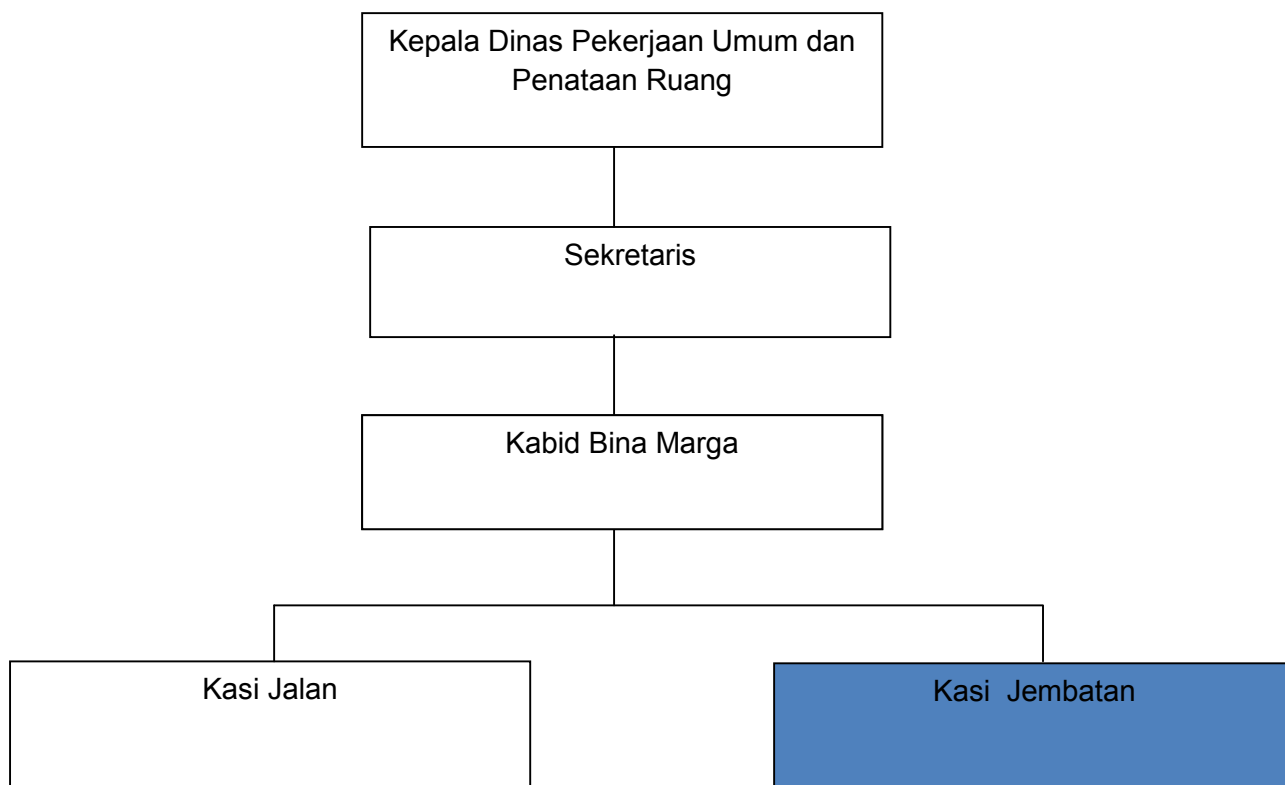 Kepala Dinas Pekerjaan Umum dan
Penataan Ruang
Sekretaris
Kabid Bina Marga
Kasi Jalan
Kasi  Jembatan